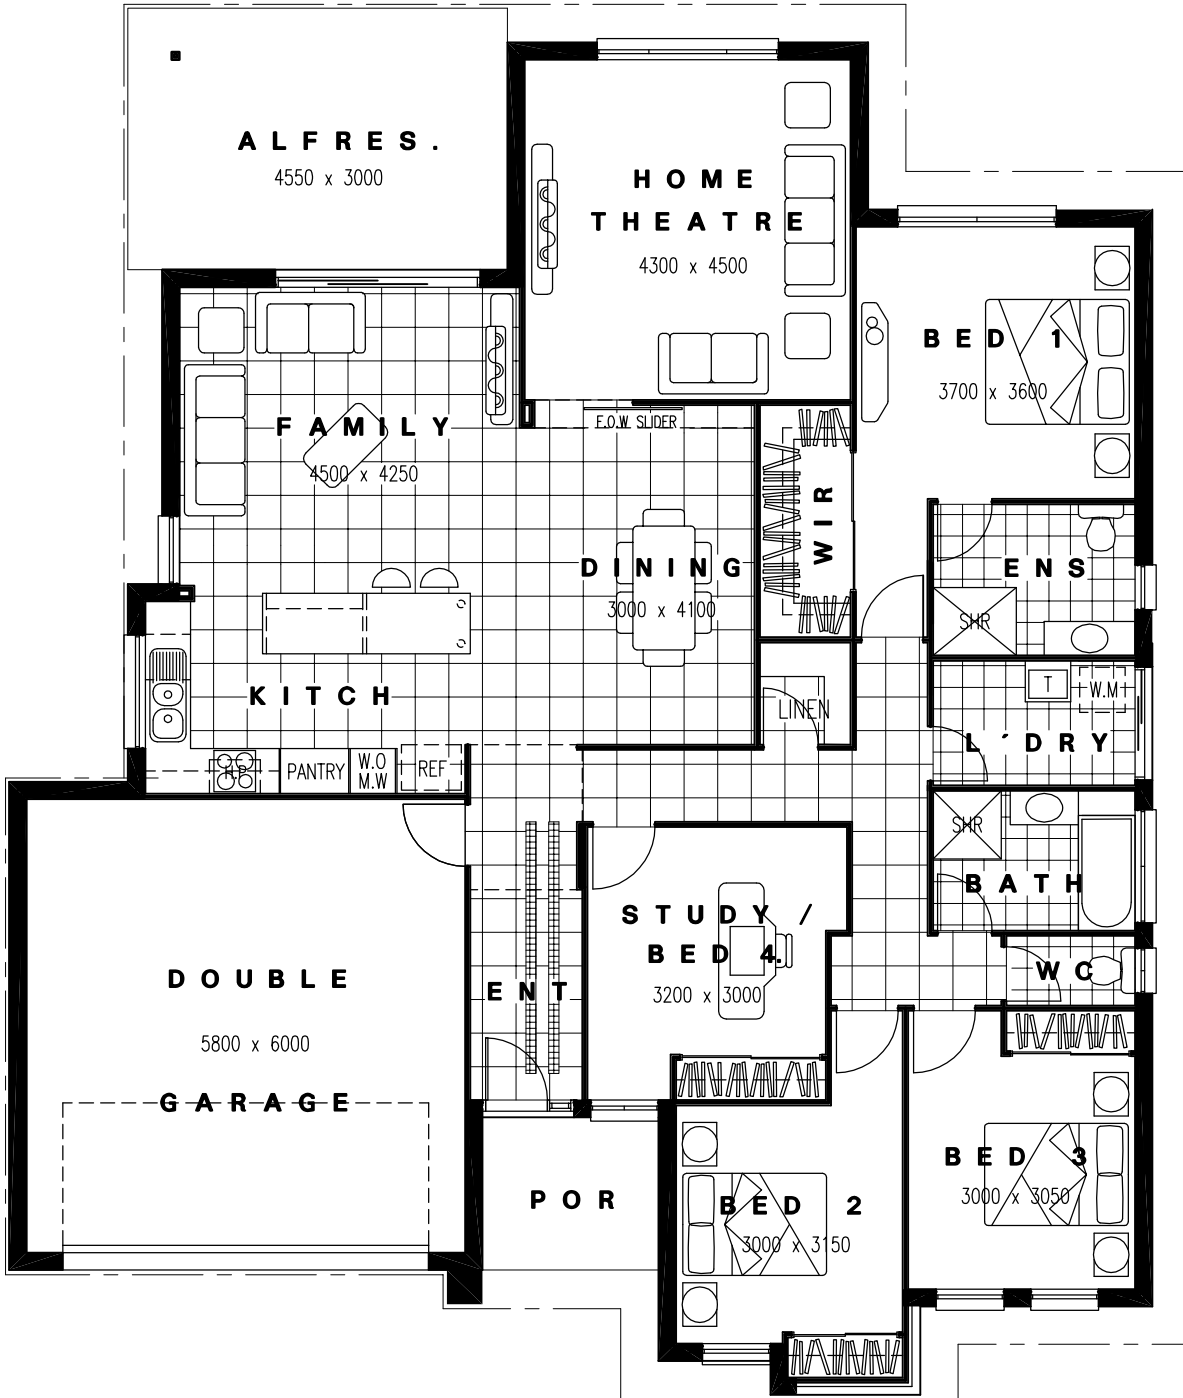 ALFRES.
4550 x 3000
HOME
THEATRE
4300 x 4500
BED 1
3700 x 3600
FAMILY
4500 x 4250
F.O.W SLIDER
WIR
DINING
3000 x 4100
ENS
SHR
KITCH
LINEN
T
W.M
L'DRY
H.P
PANTRY
W.O
M.W
REF
SHR
BATH
STUDY /
BED 4.
3200 x 3000
WC
DOUBLE
5800 x 6000
GARAGE
ENT
POR
BED 2
3000 x 3150
BED 3
3000 x 3050